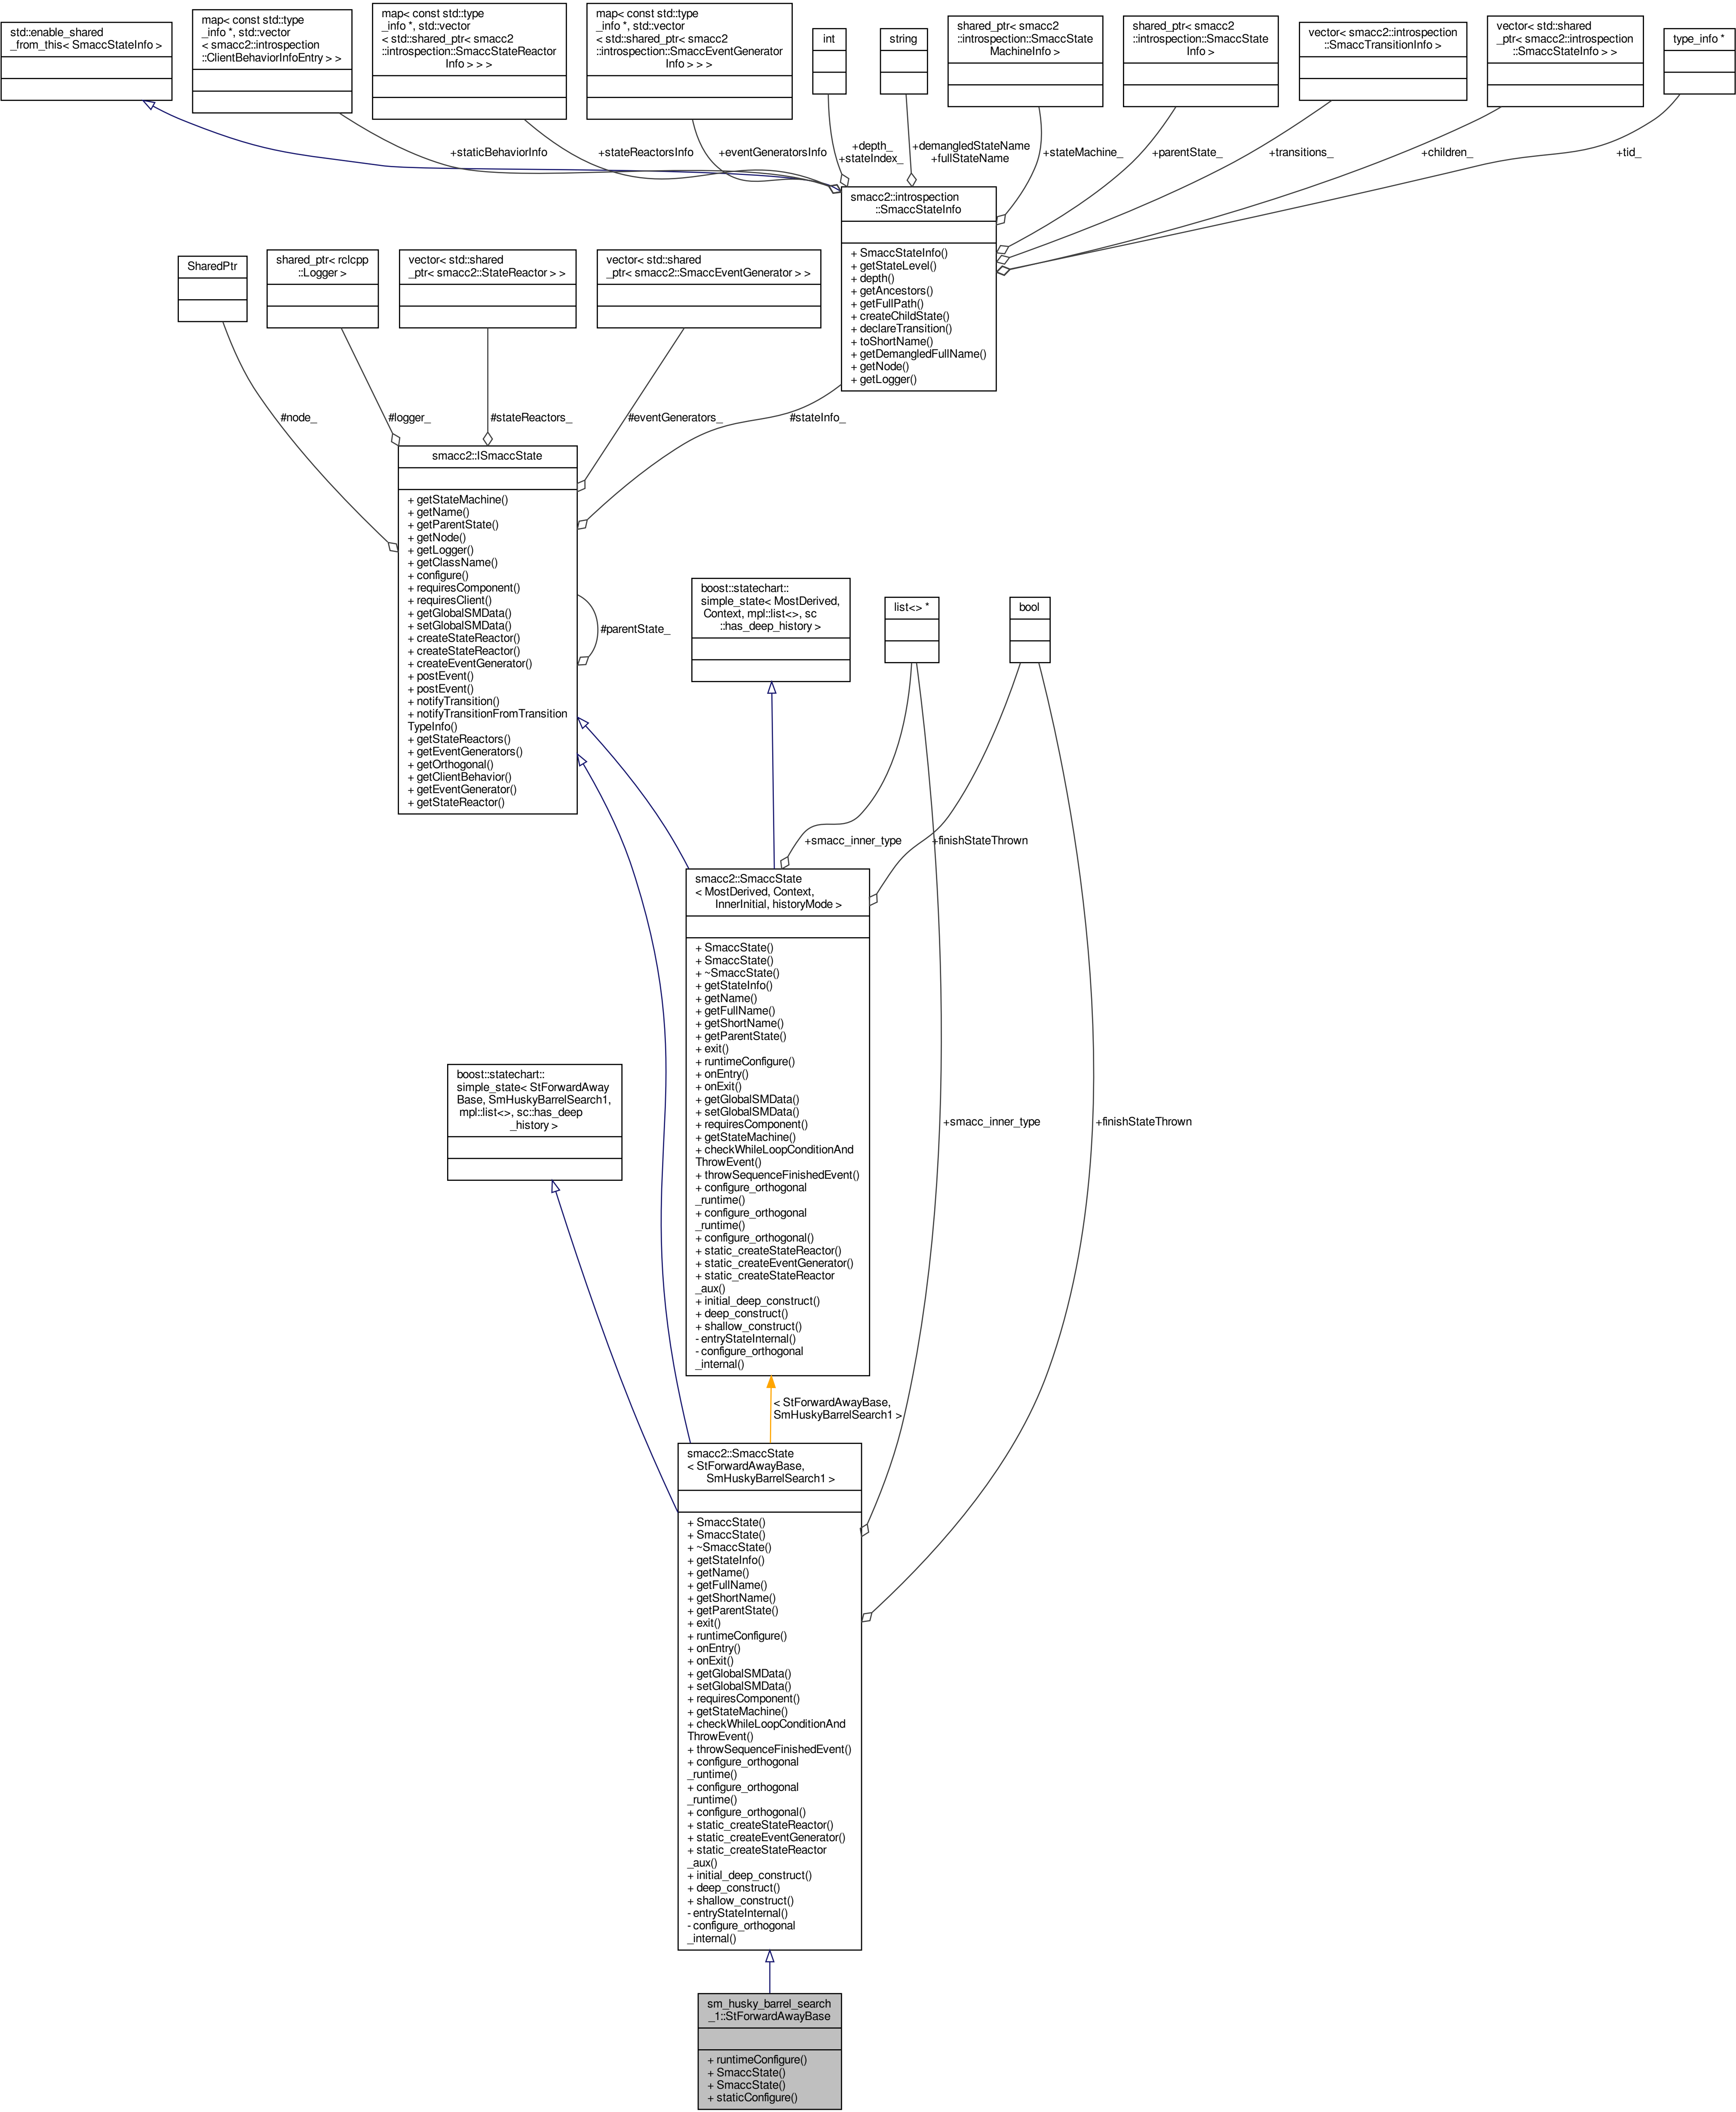 std::enable_shared
_from_this< SmaccStateInfo >
map< const std::type
_info *, std::vector
< smacc2::introspection
::ClientBehaviorInfoEntry > >
map< const std::type
_info *, std::vector
< std::shared_ptr< smacc2
::introspection::SmaccStateReactor
Info > > >
map< const std::type
_info *, std::vector
< std::shared_ptr< smacc2
::introspection::SmaccEventGenerator
Info > > >
int
string
shared_ptr< smacc2
::introspection::SmaccState
MachineInfo >
shared_ptr< smacc2
::introspection::SmaccState
Info >
vector< smacc2::introspection
::SmaccTransitionInfo >
vector< std::shared
_ptr< smacc2::introspection
::SmaccStateInfo > >
type_info *
+staticBehaviorInfo
+stateReactorsInfo
+eventGeneratorsInfo
+depth_
+stateIndex_
+demangledStateName
+fullStateName
+stateMachine_
+parentState_
+transitions_
+children_
+tid_
smacc2::introspection
::SmaccStateInfo
+ SmaccStateInfo()
+ getStateLevel()
+ depth()
+ getAncestors()
+ getFullPath()
+ createChildState()
+ declareTransition()
+ toShortName()
+ getDemangledFullName()
+ getNode()
+ getLogger()
SharedPtr
shared_ptr< rclcpp
::Logger >
vector< std::shared
_ptr< smacc2::StateReactor > >
vector< std::shared
_ptr< smacc2::SmaccEventGenerator > >
#node_
#logger_
#stateReactors_
#eventGenerators_
#stateInfo_
smacc2::ISmaccState
+ getStateMachine()
+ getName()
+ getParentState()
+ getNode()
+ getLogger()
+ getClassName()
+ configure()
+ requiresComponent()
+ requiresClient()
+ getGlobalSMData()
+ setGlobalSMData()
+ createStateReactor()
+ createStateReactor()
+ createEventGenerator()
+ postEvent()
+ postEvent()
+ notifyTransition()
+ notifyTransitionFromTransition
TypeInfo()
+ getStateReactors()
+ getEventGenerators()
+ getOrthogonal()
+ getClientBehavior()
+ getEventGenerator()
+ getStateReactor()
#parentState_
boost::statechart::
simple_state< MostDerived,
Context, mpl::list<>, sc
::has_deep_history >
list<> *
bool
+smacc_inner_type
+finishStateThrown
smacc2::SmaccState
< MostDerived, Context,
InnerInitial, historyMode >
+ SmaccState()
+ SmaccState()
+ ~SmaccState()
+ getStateInfo()
+ getName()
+ getFullName()
+ getShortName()
+ getParentState()
+ exit()
+ runtimeConfigure()
+ onEntry()
+ onExit()
+ getGlobalSMData()
+ setGlobalSMData()
+ requiresComponent()
+ getStateMachine()
+ checkWhileLoopConditionAnd
ThrowEvent()
+ throwSequenceFinishedEvent()
+ configure_orthogonal
_runtime()
+ configure_orthogonal
_runtime()
+ configure_orthogonal()
+ static_createStateReactor()
+ static_createEventGenerator()
+ static_createStateReactor
_aux()
+ initial_deep_construct()
+ deep_construct()
+ shallow_construct()
- entryStateInternal()
- configure_orthogonal
_internal()
boost::statechart::
simple_state< StForwardAway
Base, SmHuskyBarrelSearch1,
mpl::list<>, sc::has_deep
_history >
+smacc_inner_type
+finishStateThrown
< StForwardAwayBase,
SmHuskyBarrelSearch1 >
smacc2::SmaccState
< StForwardAwayBase,
SmHuskyBarrelSearch1 >
+ SmaccState()
+ SmaccState()
+ ~SmaccState()
+ getStateInfo()
+ getName()
+ getFullName()
+ getShortName()
+ getParentState()
+ exit()
+ runtimeConfigure()
+ onEntry()
+ onExit()
+ getGlobalSMData()
+ setGlobalSMData()
+ requiresComponent()
+ getStateMachine()
+ checkWhileLoopConditionAnd
ThrowEvent()
+ throwSequenceFinishedEvent()
+ configure_orthogonal
_runtime()
+ configure_orthogonal
_runtime()
+ configure_orthogonal()
+ static_createStateReactor()
+ static_createEventGenerator()
+ static_createStateReactor
_aux()
+ initial_deep_construct()
+ deep_construct()
+ shallow_construct()
- entryStateInternal()
- configure_orthogonal
_internal()
sm_husky_barrel_search
_1::StForwardAwayBase
+ runtimeConfigure()
+ SmaccState()
+ SmaccState()
+ staticConfigure()